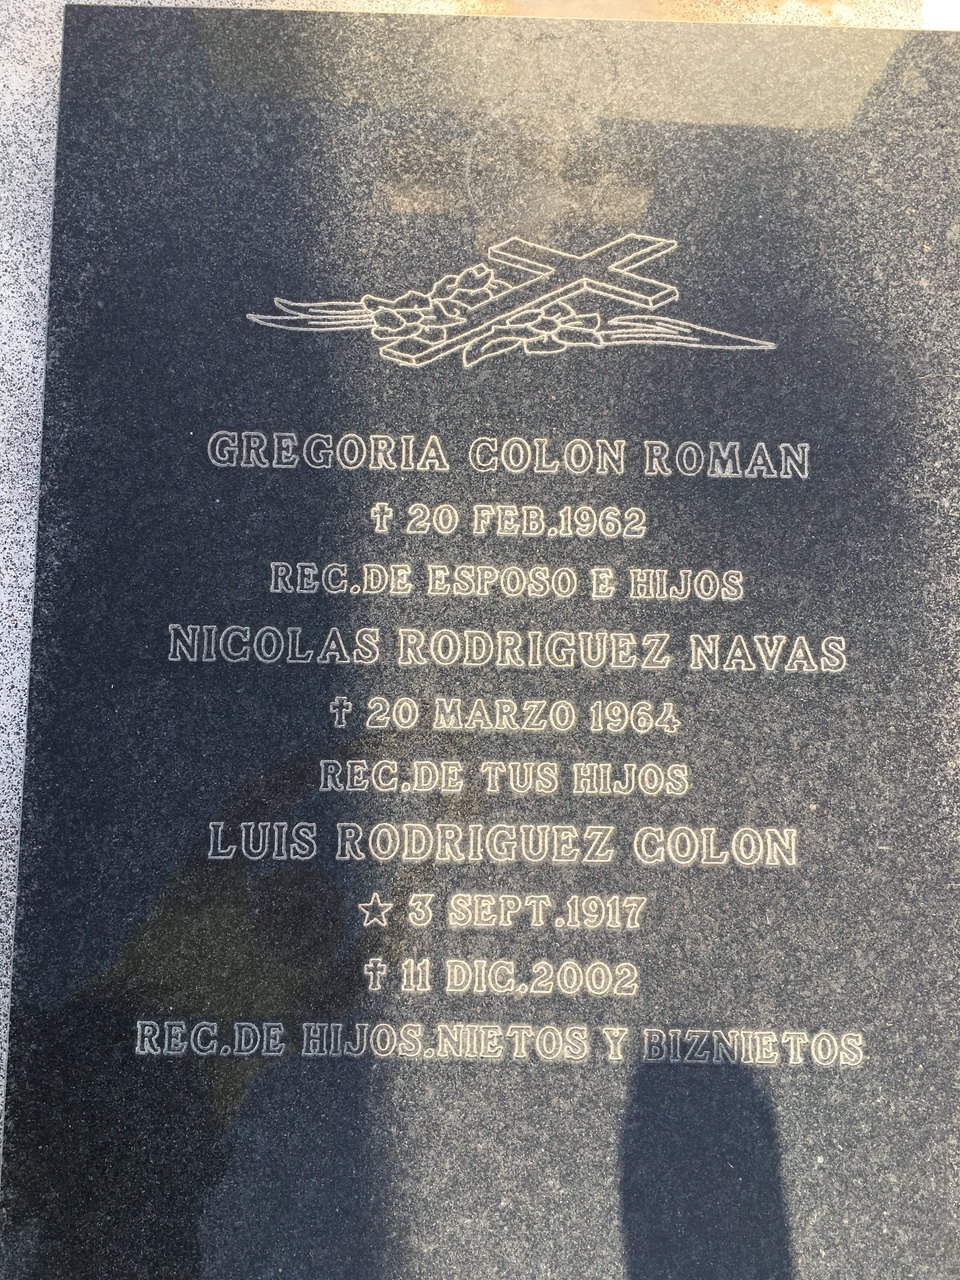 GREGORIA COLON ROMAN
✝ 20 FEB.1962
REC.DE ESPOSO E HIJOS
NICOLAS RODRIGUEZ NAVAS
✝ 20 MARZO 1964
REC.DE TUS HIJOS
LUIS RODRIGUEZ COLON
☆ 3 SEPT.1917
✝ 11 DIC.2002
REC.DE HIJOS.NIETOS Y BIZNIETOS